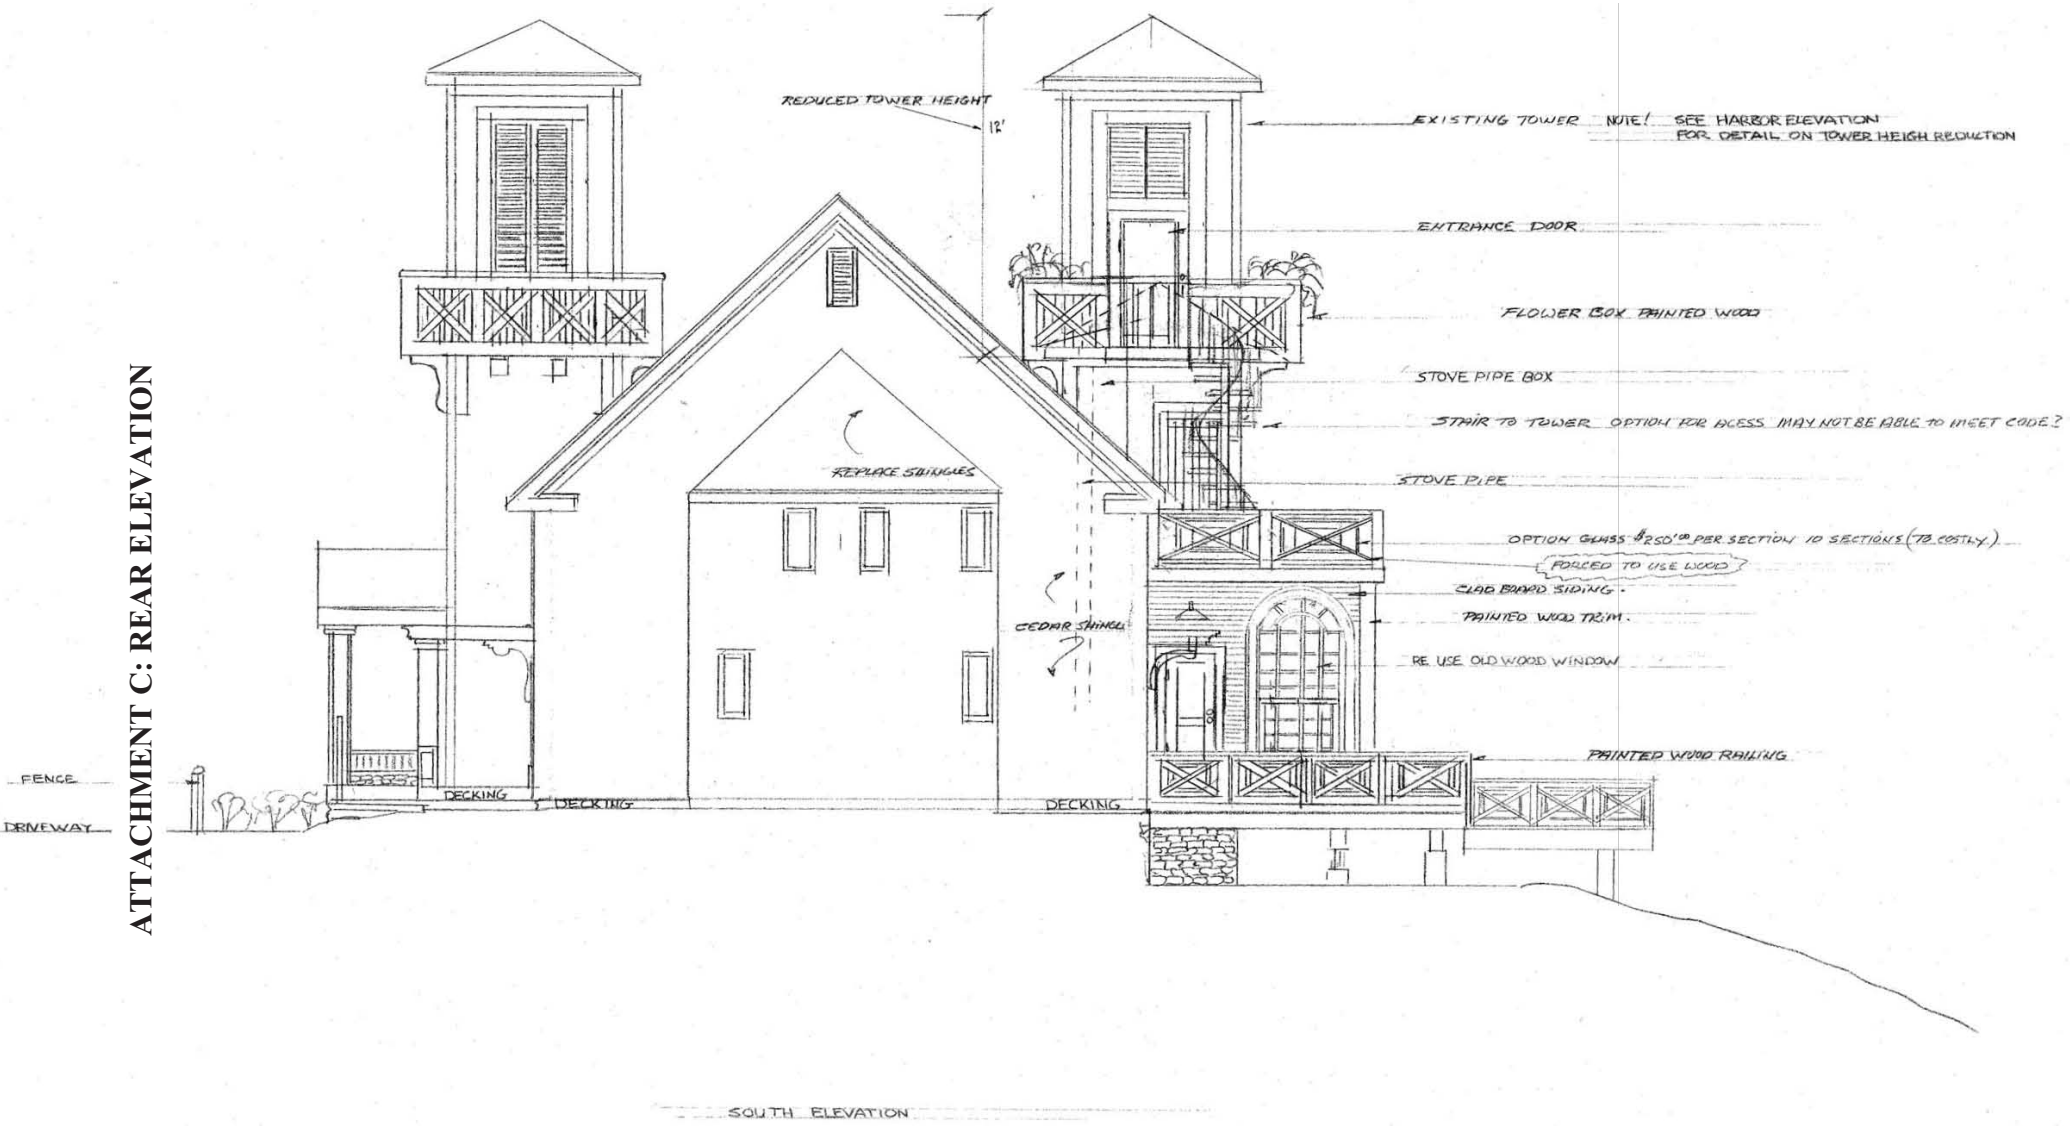 ATTACHMENT C: REAR ELEVATION
REDUCED TOWER HEIGHT
12'
EXISTING TOWER NOTE! SEE HARBOR ELEVATION
FOR DETAIL ON TOWER HEIGH REDUCTION
ENTRANCE DOOR
FLOWER BOX PAINTED WOOD
STOVE PIPE BOX
STAIR TO TOWER OPTION FOR ACESS MAY NOT BE ABLE TO MEET CODE?
REPLACE SHINGLES
STOVE PIPE
OPTION GLASS $250.00 PER SECTION 10 SECTIONS (TO COSTLY)
FORCED TO USE WOOD
CLAD BOARD SIDING.
PAINTED WOOD TRIM.
CEDAR SHINGL
RE USE OLD WOOD WINDOW
PAINTED WOOD RAILING
FENCE
DECKING
DECKING
DECKING
DRIVEWAY
SOUTH ELEVATION